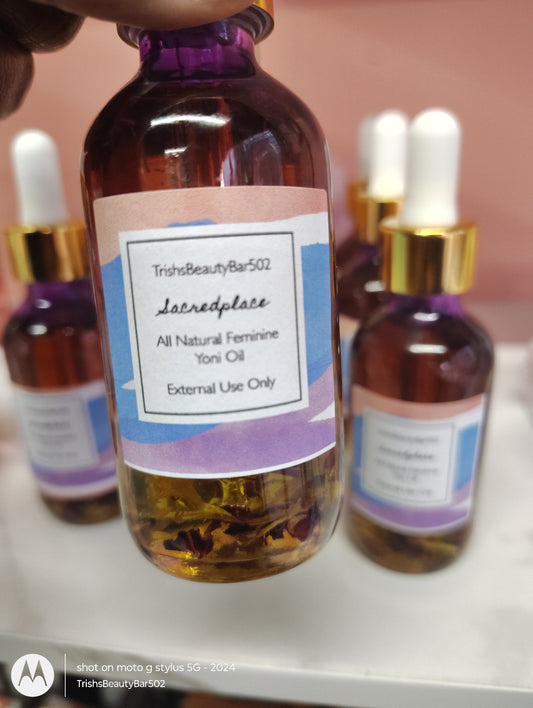 TrishsBeautyBar502
Sacredplace
All Natural Feminine
Yoni Oil
External Use Only
shot on moto g stylus 5G - 2024
TrishsBeautyBar502